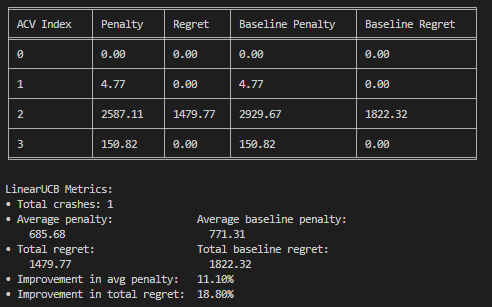 ACV Index Penalty Regret Baseline Penalty Baseline Regret
0 0.00 0.00 0.00 0.00
1 4.77 0.00 4.77 0.00
2 2587.11 1479.77 2929.67 1822.32
3 150.82 0.00 150.82 0.00
LinearUCB Metrics:
• Total crashes: 1
• Average penalty: Average baseline penalty:
685.68 771.31
• Total regret: Total baseline regret:
1479.77 1822.32
• Improvement in avg penalty: 11.10%
• Improvement in total regret: 18.80%